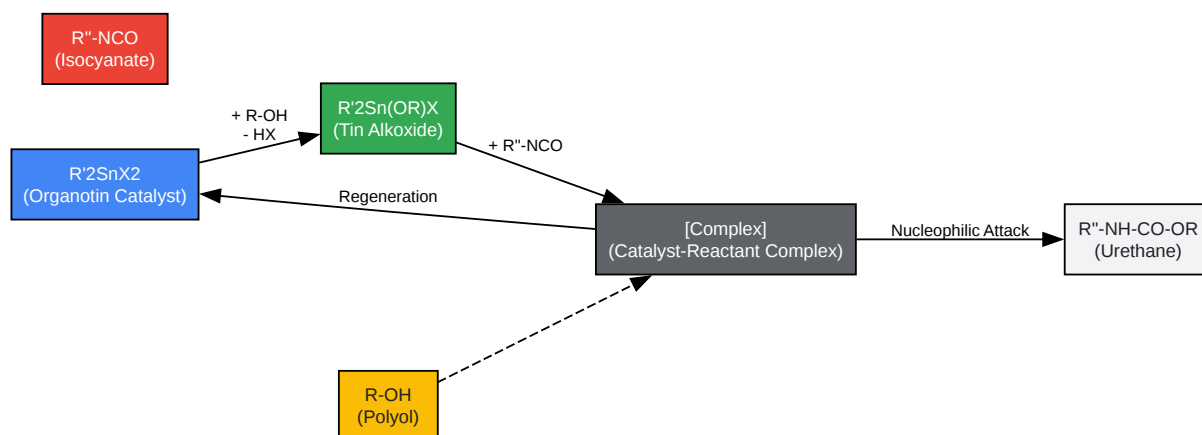 R"-NCO
(Isocyanate)
R'2Sn(OR)X
(Tin Alkoxide)
+ R-OH
- HX
+ R"-NCO
R'2SnX2
(Organotin Catalyst)
Regeneration
[Complex]
(Catalyst-Reactant Complex)
Nucleophilic Attack
R"-NH-CO-OR
(Urethane)
R-OH
(Polyol)